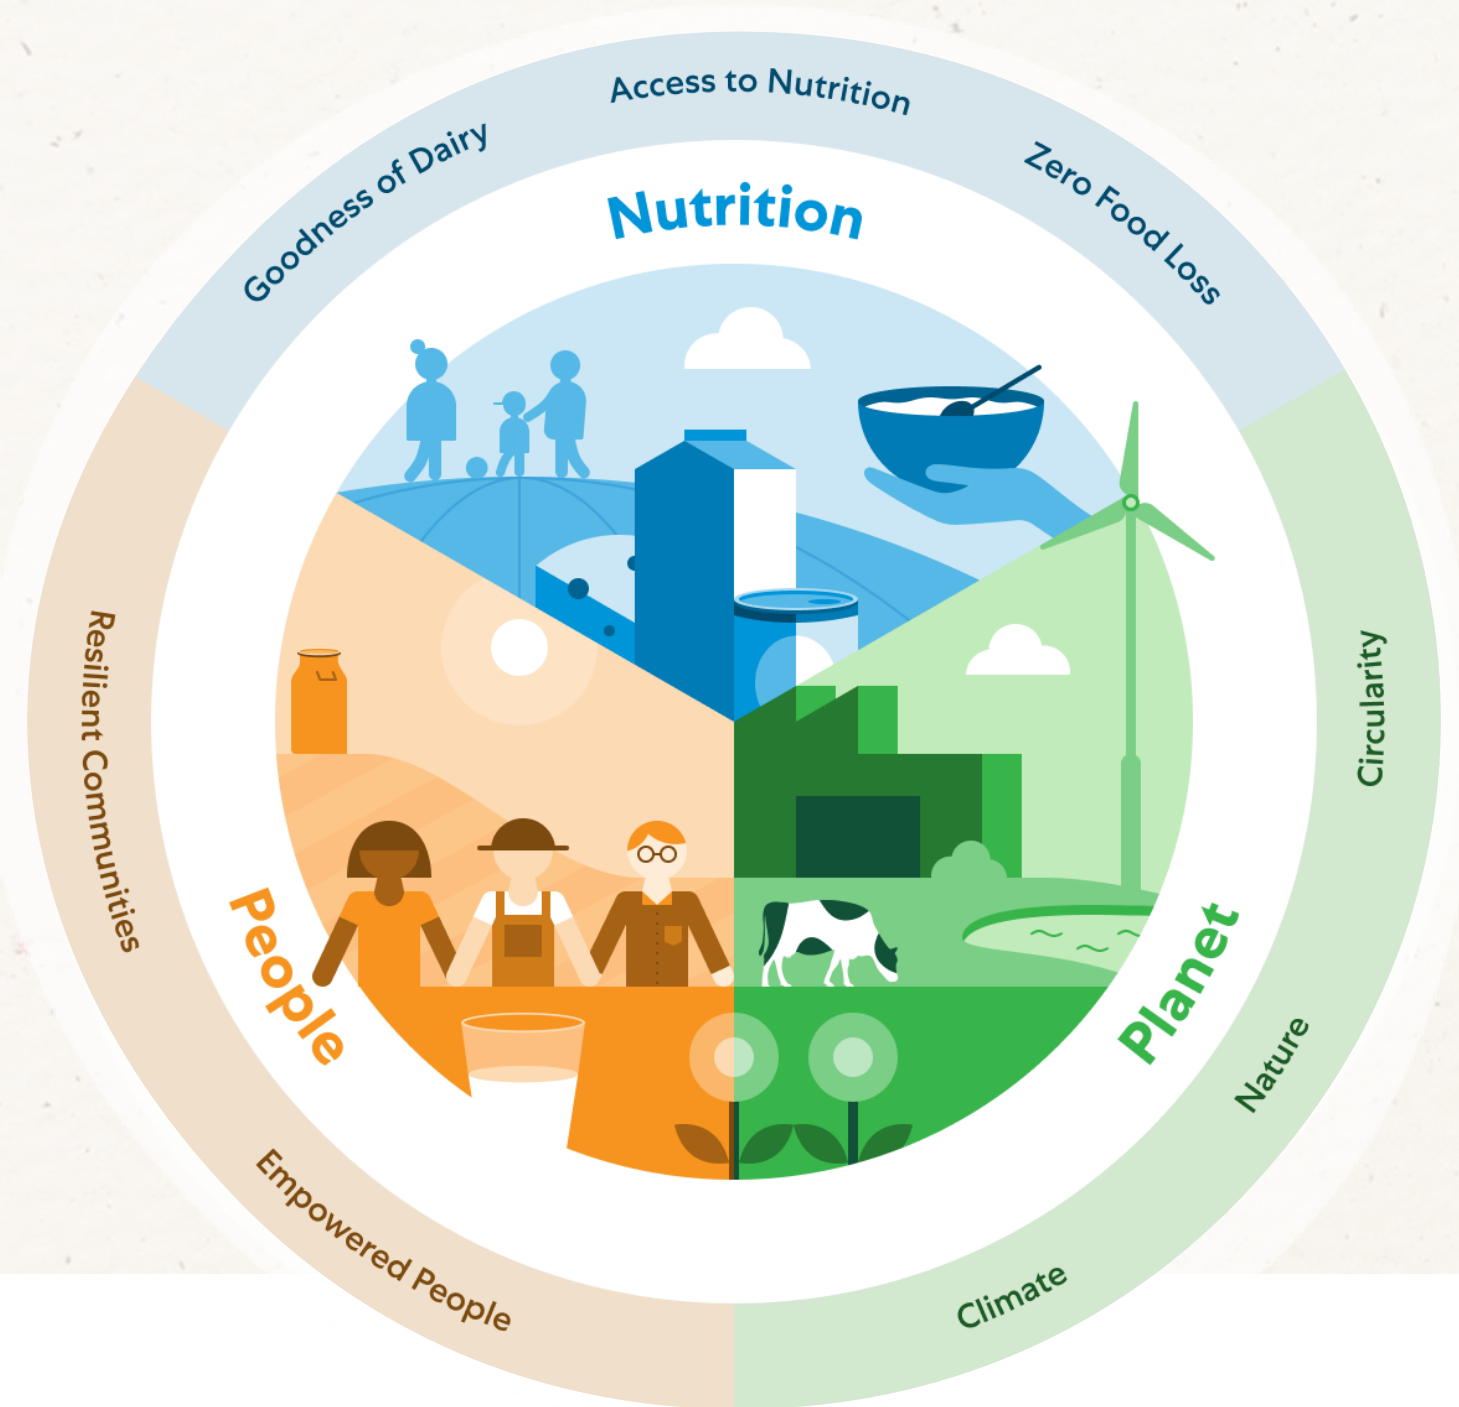 Access to Nutrition
Goodness of Dairy
Zero Food Loss
Nutrition
Resilient Communities
Circularity
People
Planet
Nature
Empowered People
Climate